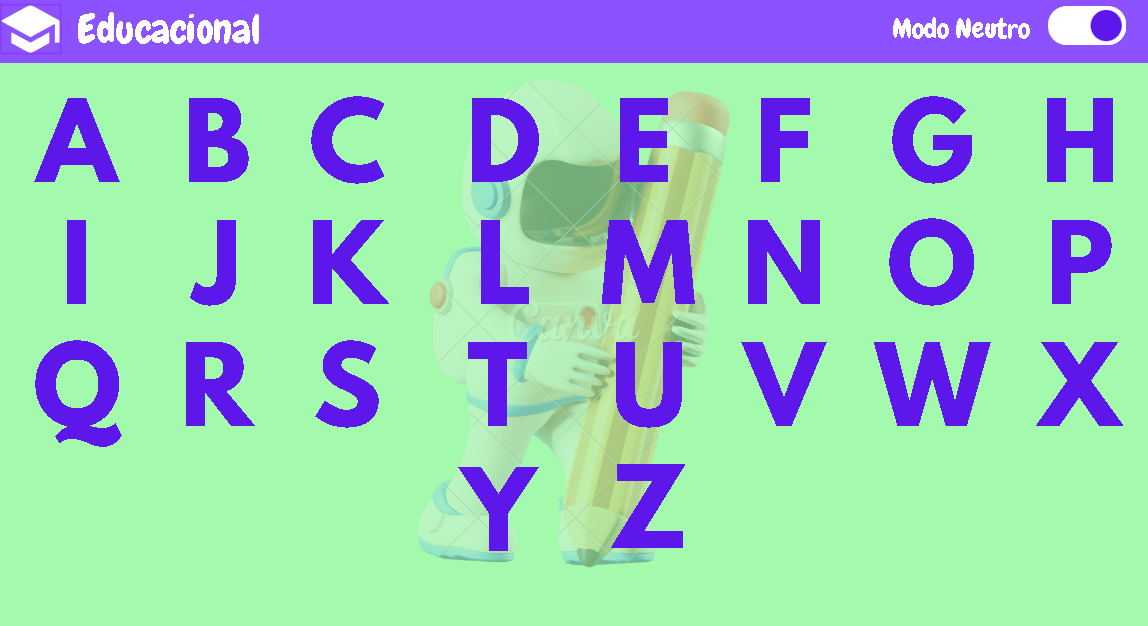 Educacional
Modo Neutro
A B C D E F G H
I J K L M N O P
Q R S T U V W X
Y Z
Canva